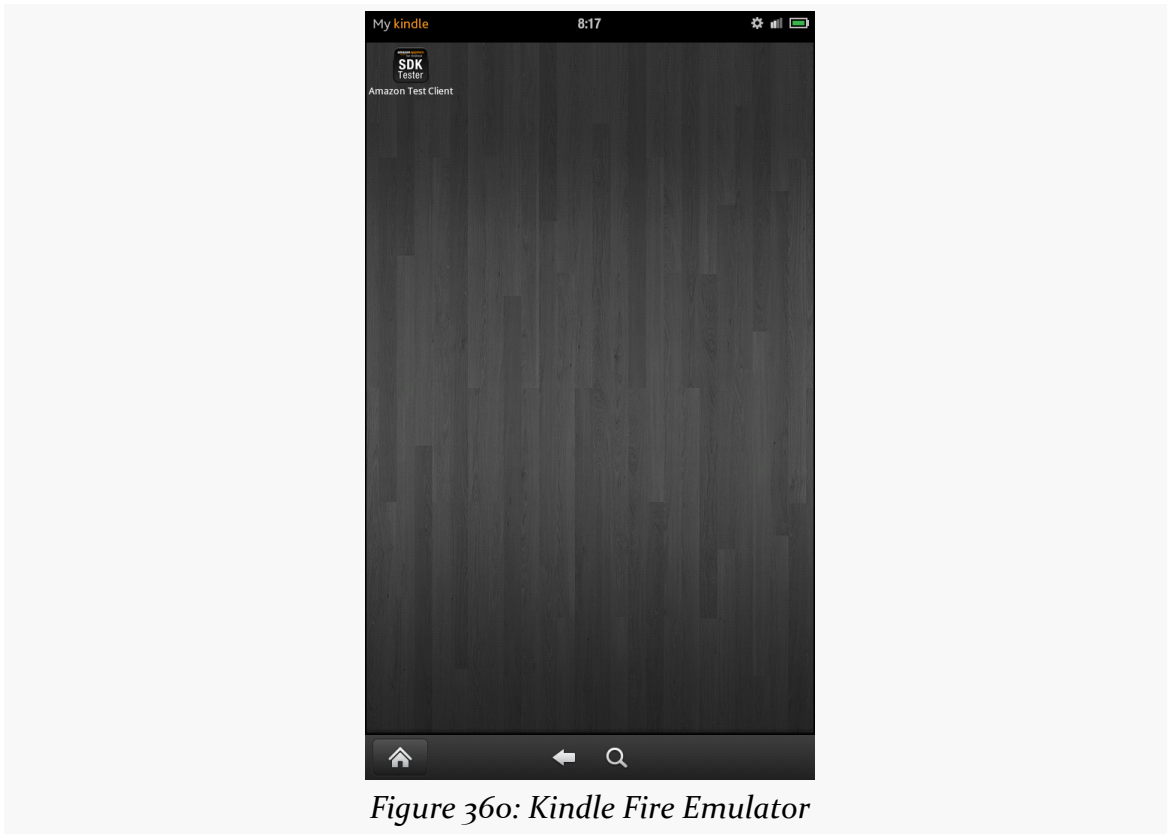 My kindle 8:17
SDK
Tester
Amazon Test Client
Figure 360: Kindle Fire Emulator